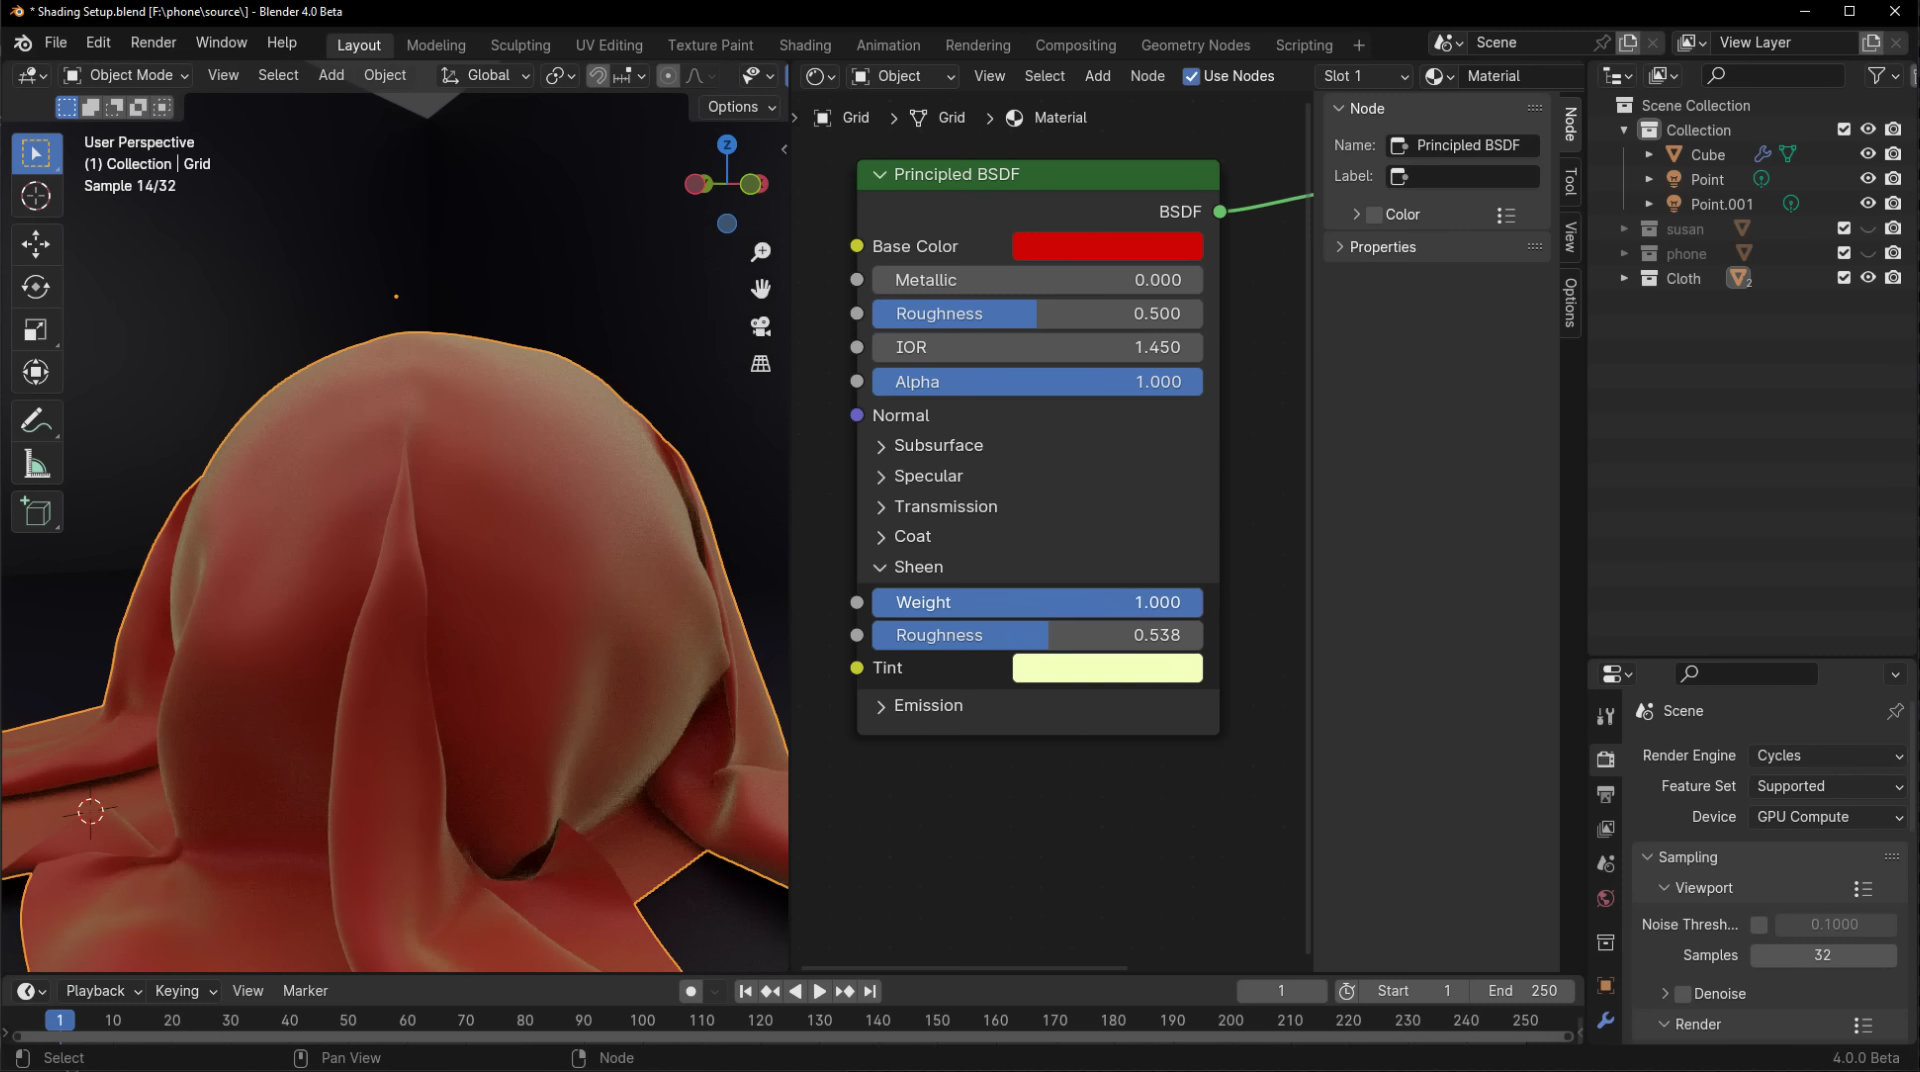 * Shading Setup.blend [F:\phone\source\] - Blender 4.0 Beta
File Edit Render Window Help Layout Modeling Sculpting UV Editing Texture Paint Shading Animation Rendering Compositing Geometry Nodes Scripting + Scene View Layer
Object Mode View Select Add Object Global
Object View Select Add Node Use Nodes Slot 1 Material
Options
User Perspective
(1) Collection | Grid
Sample 14/32
Z
Grid > Grid > Material
Principled BSDF
BSDF
Base Color
Metallic 0.000
Roughness 0.500
IOR 1.450
Alpha 1.000
Normal
Subsurface
Specular
Transmission
Coat
Sheen
Weight 1.000
Roughness 0.538
Tint
Emission
Node
Name: Principled BSDF
Label:
Color
Properties
Node
Tool
View
Options
Scene Collection
Collection
Cube
Point
Point.001
susan
phone
Cloth 2
Scene
Render Engine Cycles
Feature Set Supported
Device GPU Compute
Sampling
Viewport
Noise Thresh... 0.1000
Samples 32
Denoise
Render
Playback Keying View Marker 1 Start 1 End 250
1 10 20 30 40 50 60 70 80 90 100 110 120 130 140 150 160 170 180 190 200 210 220 230 240 250
Select Pan View Node 4.0.0 Beta